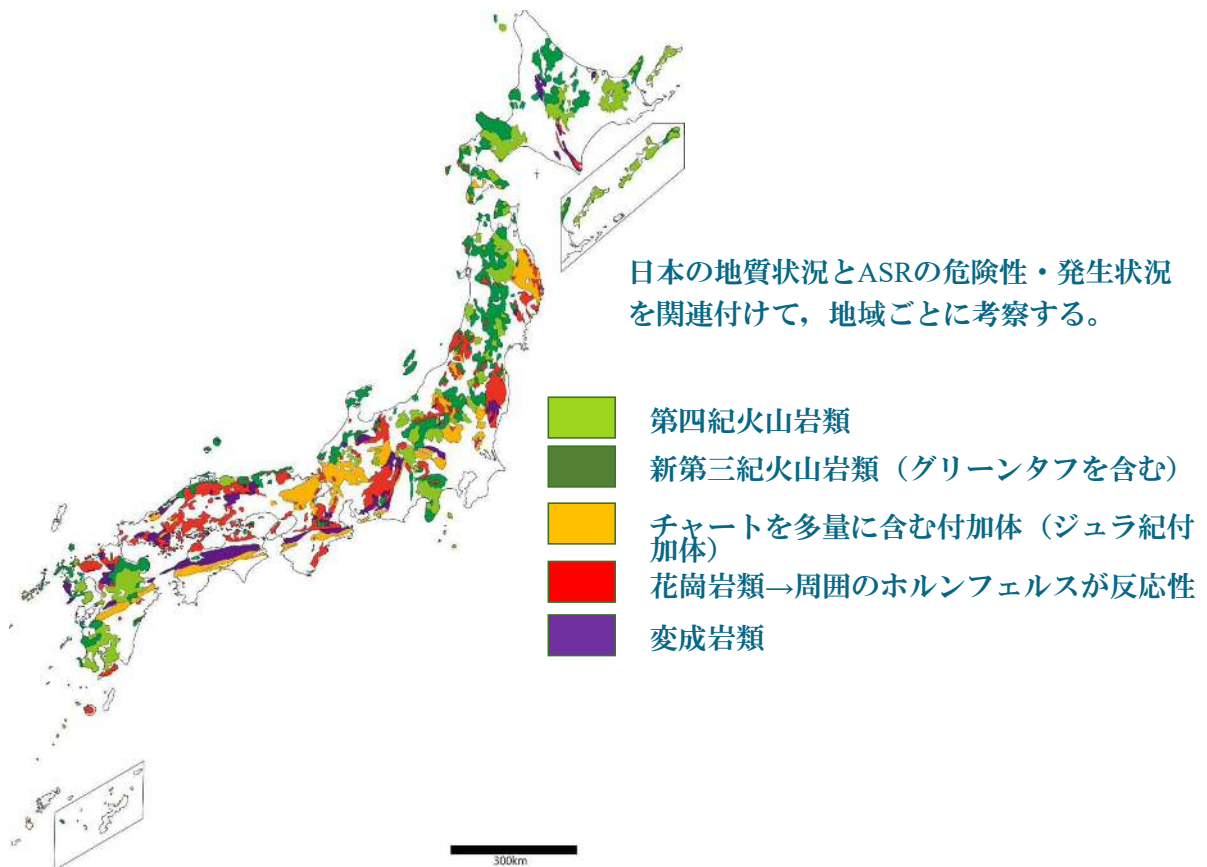 日本の地質状況とASRの危険性・発生状況
を関連付けて，地域ごとに考察する。
第四紀火山岩類
新第三紀火山岩類（グリーンタフを含む）
チャートを多量に含む付加体（ジュラ紀付
加体）
花崗岩類→周囲のホルンフェルスが反応性
変成岩類
300km